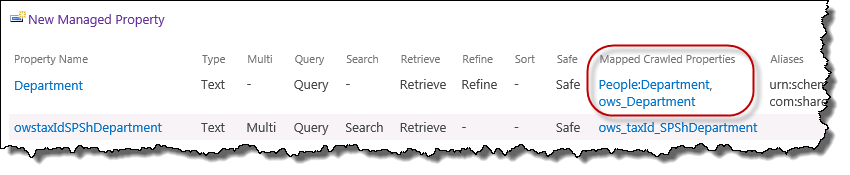 New Managed Property
Property Name Type Multi Query Search Retrieve Refine Sort Safe Mapped Crawled Properties Aliases
Department Text - Query - Retrieve Refine - Safe People:Department, urn:schen
ows_Department com:share
owstaxIdSPShDepartment Text Multi Query Search Retrieve - - Safe ows_taxId_SPShDepartment